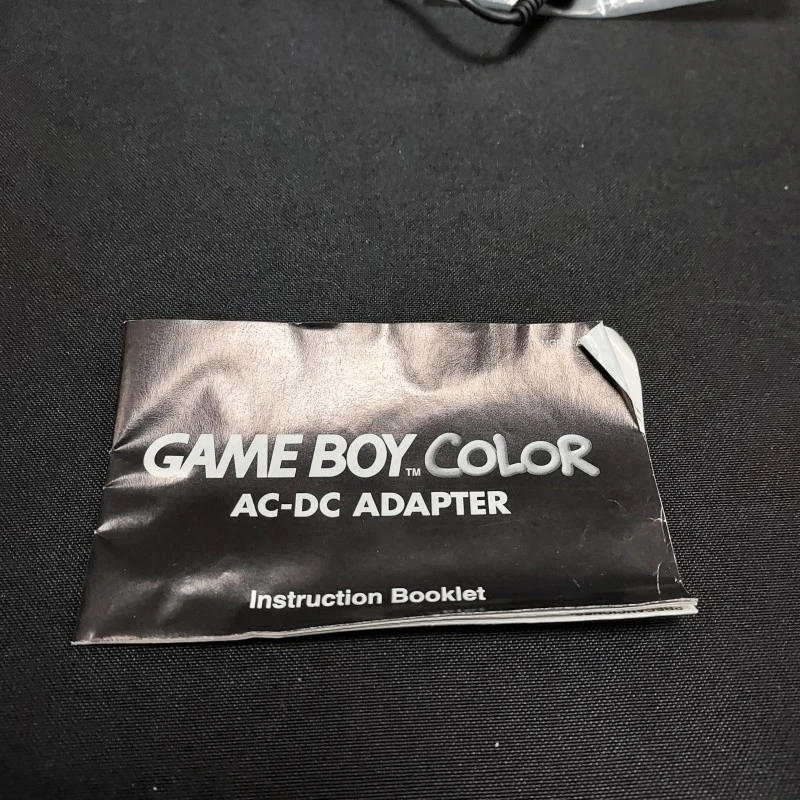 GAME BOY™ COLOR
AC-DC ADAPTER
Instruction Booklet